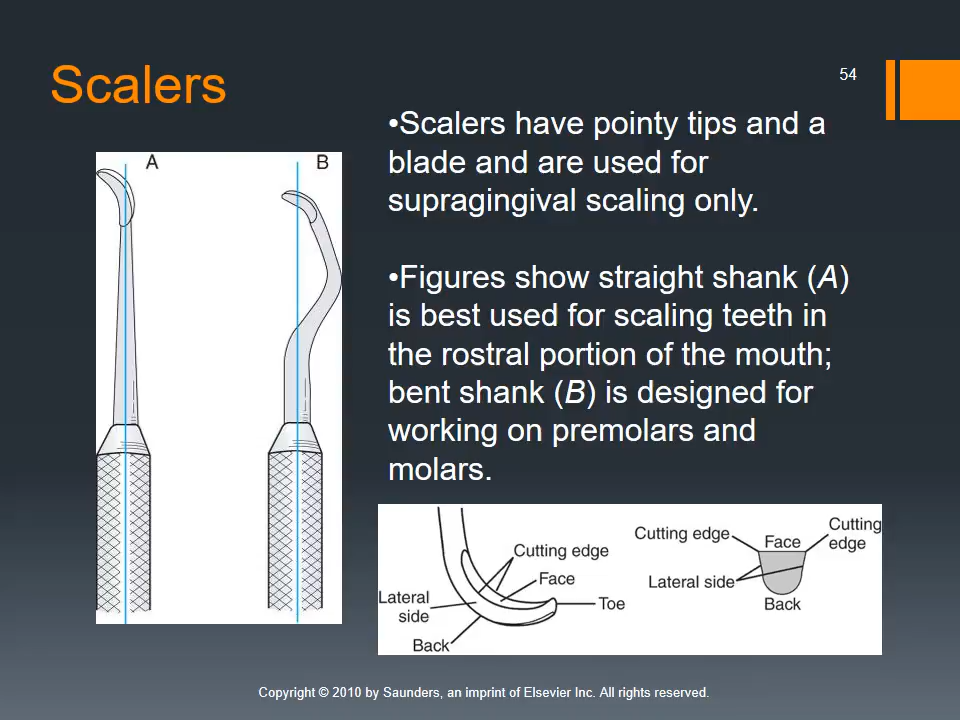 54
Scalers
•Scalers have pointy tips and a
blade and are used for
supragingival scaling only.
•Figures show straight shank (A)
is best used for scaling teeth in
the rostral portion of the mouth;
bent shank (B) is designed for
working on premolars and
molars.
A
B
Cutting edge
Face
Toe
Lateral
side
Back
Cutting edge
Face
Cutting
edge
Lateral side
Back
Copyright © 2010 by Saunders, an imprint of Elsevier Inc. All rights reserved.